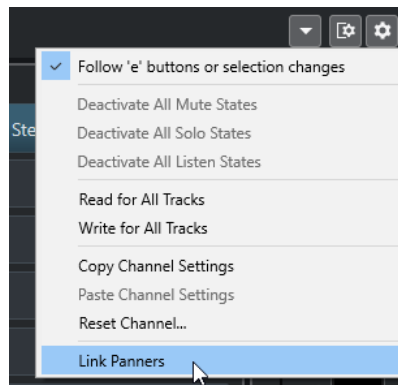 Follow 'e' buttons or selection changes
Deactivate All Mute States
Ste
Deactivate All Solo States
Deactivate All Listen States
Read for All Tracks
Write for All Tracks
Copy Channel Settings
Paste Channel Settings
Reset Channel...
Link Panners